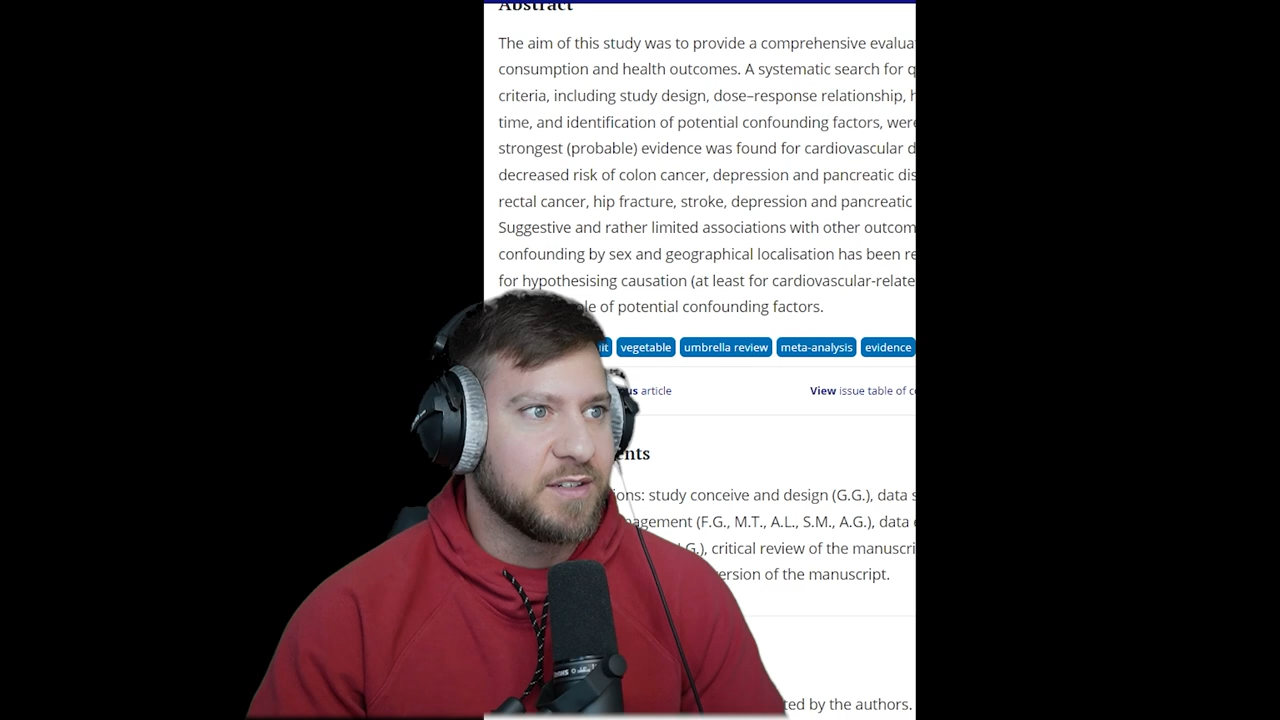 Abstract
The aim of this study was to provide a comprehensive evalua
consumption and health outcomes. A systematic search for q
criteria, including study design, dose–response relationship, h
time, and identification of potential confounding factors, were
strongest (probable) evidence was found for cardiovascular d
decreased risk of colon cancer, depression and pancreatic dis
rectal cancer, hip fracture, stroke, depression and pancreatic
Suggestive and rather limited associations with other outcom
confounding by sex and geographical localisation has been re
for hypothesising causation (at least for cardiovascular-relate
le of potential confounding factors.
uit vegetable umbrella review meta-analysis evidence
us article View issue table of co
ents
ions: study conceive and design (G.G.), data s
nagement (F.G., M.T., A.L., S.M., A.G.), data e
G.), critical review of the manuscri
version of the manuscript.
ted by the authors.